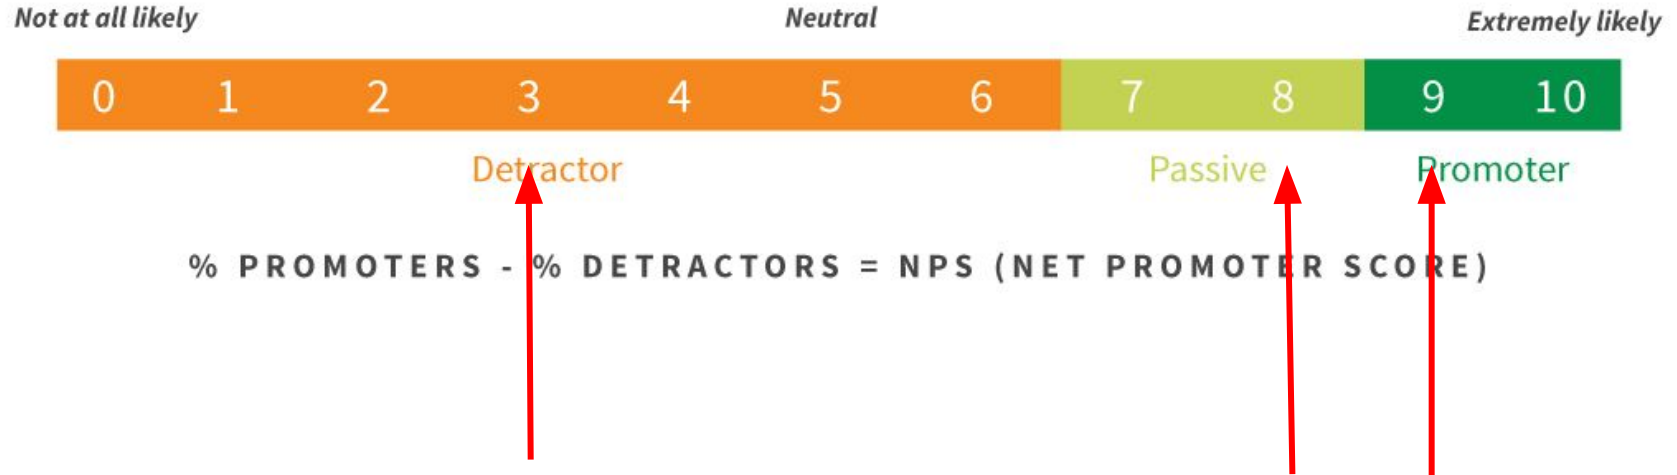 Not at all likely Neutral Extremely likely
0 1 2 3 4 5 6 7 8 9 10
Detractor Passive Promoter
% PROMOTERS - % DETRACTORS = NPS (NET PROMOTER SCORE)